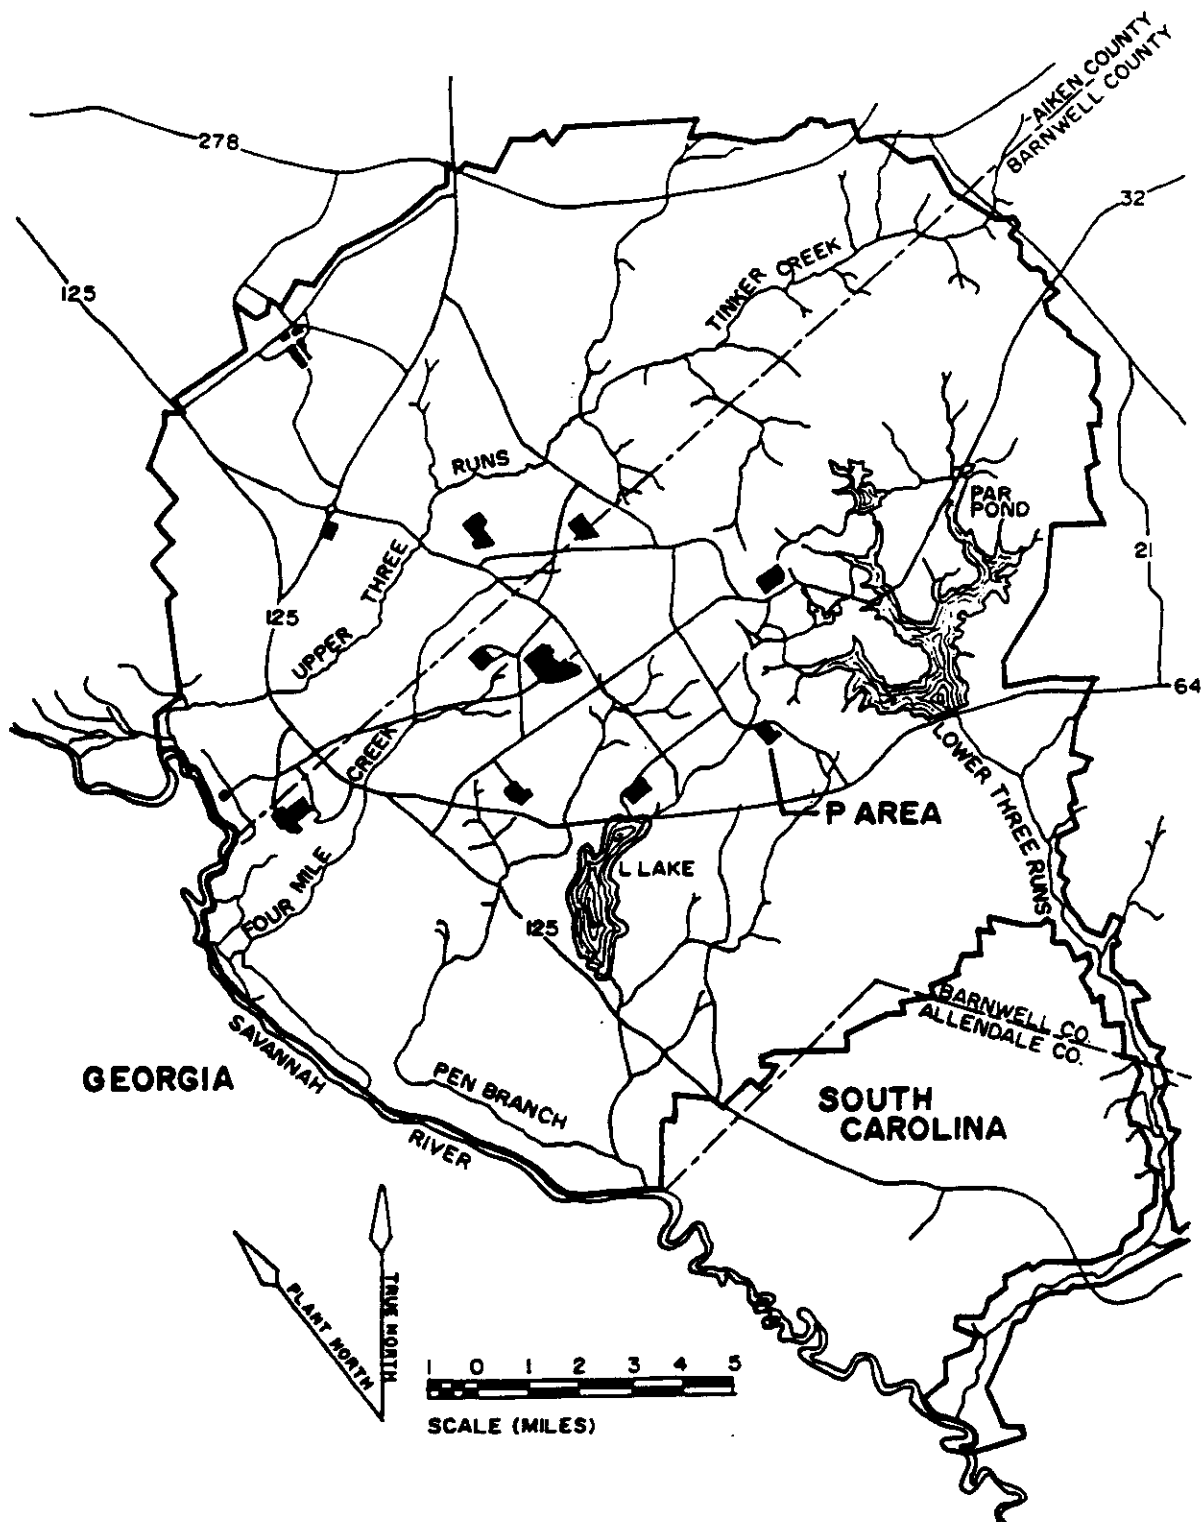 AIKEN COUNTY
BARNWELL COUNTY
278
32
125
TINKER CREEK
RUNS
PAR
POND
THREE
21
125
UPPER
64
CREEK
LOWER THREE RUNS
P AREA
L LAKE
FOUR MILE
125
BARNWELL CO.
ALLENDALE CO.
SAVANNAH
GEORGIA
PEN BRANCH
SOUTH
CAROLINA
RIVER
PLANT NORTH
TRUE NORTH
1 0 1 2 3 4 5
SCALE (MILES)